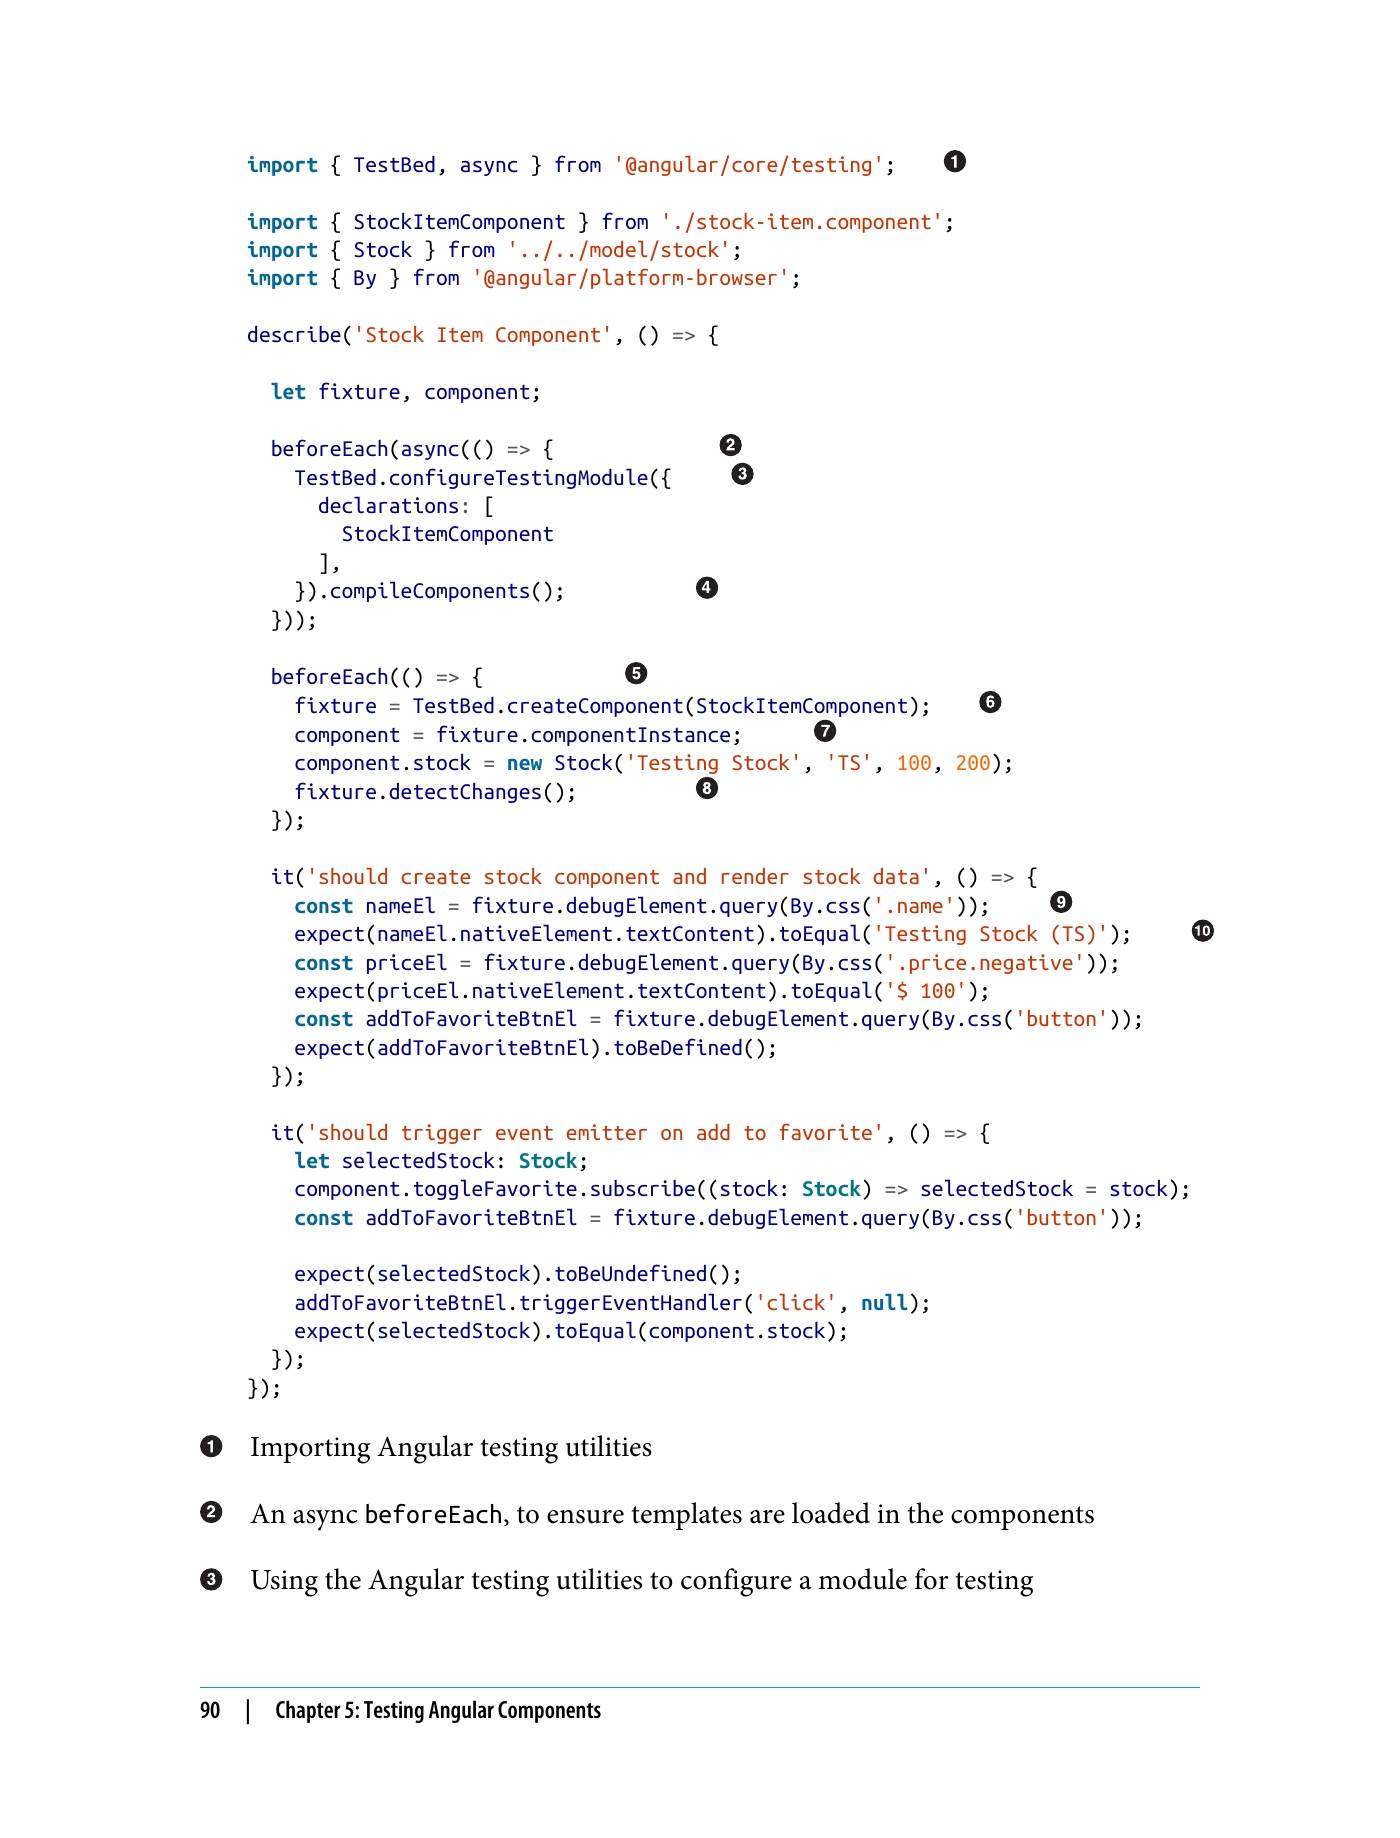 import { TestBed, async } from '@angular/core/testing'; ❶
import { StockItemComponent } from './stock-item.component';
import { Stock } from '../../model/stock';
import { By } from '@angular/platform-browser';
describe('Stock Item Component', () => {
  let fixture, component;
  beforeEach(async(() => { ❷
    TestBed.configureTestingModule({ ❸
      declarations: [
        StockItemComponent
      ],
    }).compileComponents(); ❹
  }));
  beforeEach(() => { ❺
    fixture = TestBed.createComponent(StockItemComponent); ❻
    component = fixture.componentInstance; ❼
    component.stock = new Stock('Testing Stock', 'TS', 100, 200);
    fixture.detectChanges(); ❽
  });
  it('should create stock component and render stock data', () => {
    const nameEl = fixture.debugElement.query(By.css('.name')); ❾
    expect(nameEl.nativeElement.textContent).toEqual('Testing Stock (TS)'); ❿
    const priceEl = fixture.debugElement.query(By.css('.price.negative'));
    expect(priceEl.nativeElement.textContent).toEqual('$ 100');
    const addToFavoriteBtnEl = fixture.debugElement.query(By.css('button'));
    expect(addToFavoriteBtnEl).toBeDefined();
  });
  it('should trigger event emitter on add to favorite', () => {
    let selectedStock: Stock;
    component.toggleFavorite.subscribe((stock: Stock) => selectedStock = stock);
    const addToFavoriteBtnEl = fixture.debugElement.query(By.css('button'));
    expect(selectedStock).toBeUndefined();
    addToFavoriteBtnEl.triggerEventHandler('click', null);
    expect(selectedStock).toEqual(component.stock);
  });
});
❶ Importing Angular testing utilities
❷ An async beforeEach, to ensure templates are loaded in the components
❸ Using the Angular testing utilities to configure a module for testing
90 | Chapter 5: Testing Angular Components